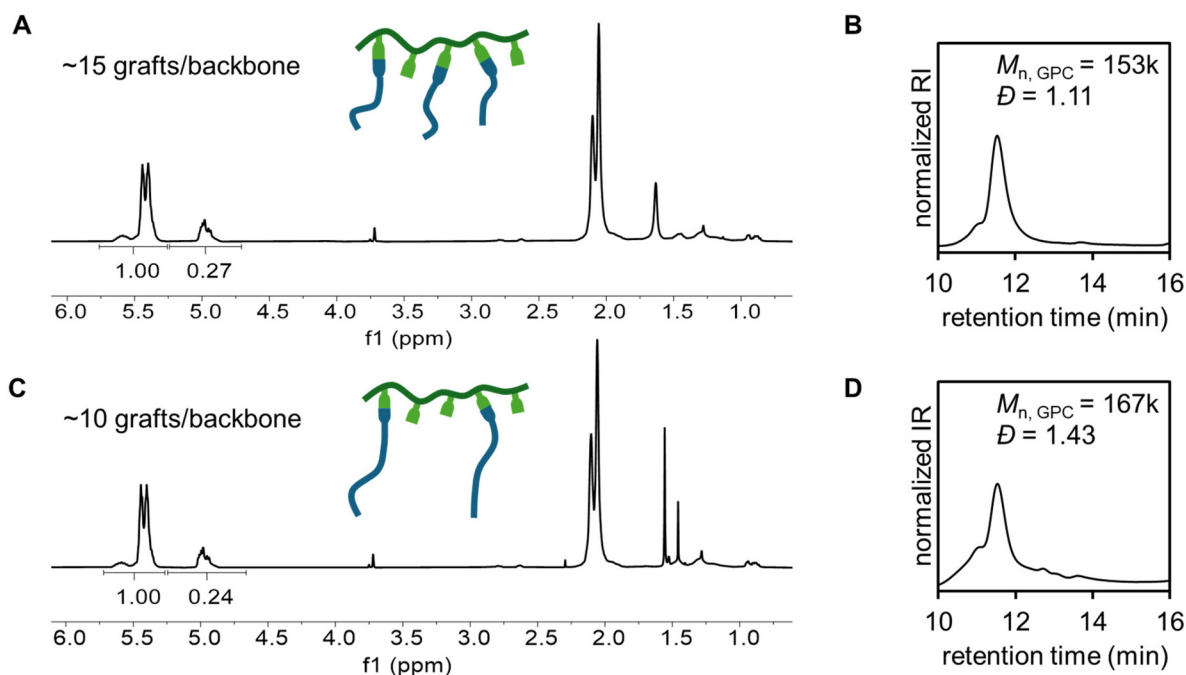 A
~15 grafts/backbone
1.00 0.27
6.0 5.5 5.0 4.5 4.0 3.5 3.0 2.5 2.0 1.5 1.0
f1 (ppm)
B
Mn, GPC = 153k
Đ = 1.11
normalized RI
10 12 14 16
retention time (min)
C
~10 grafts/backbone
1.00 0.24
6.0 5.5 5.0 4.5 4.0 3.5 3.0 2.5 2.0 1.5 1.0
f1 (ppm)
D
Mn, GPC = 167k
Đ = 1.43
normalized IR
10 12 14 16
retention time (min)